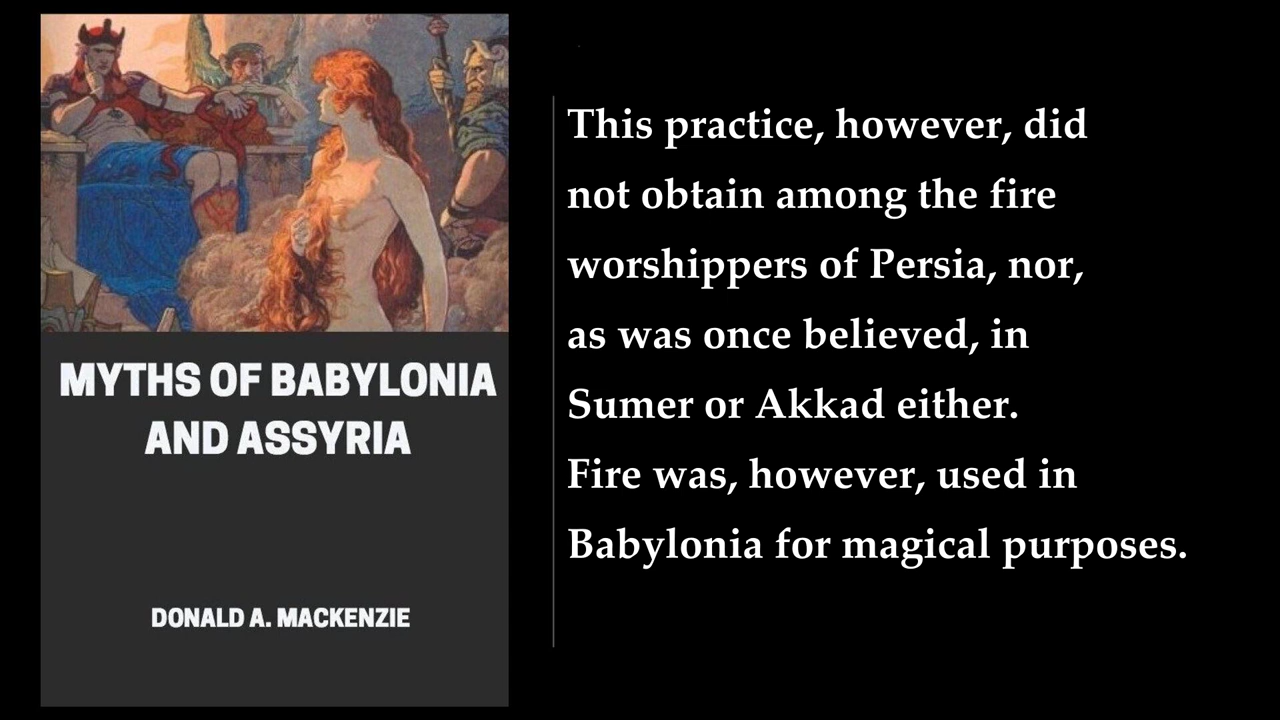 MYTHS OF BABYLONIA
AND ASSYRIA
DONALD A. MACKENZIE
This practice, however, did
not obtain among the fire
worshippers of Persia, nor,
as was once believed, in
Sumer or Akkad either.
Fire was, however, used in
Babylonia for magical purposes.